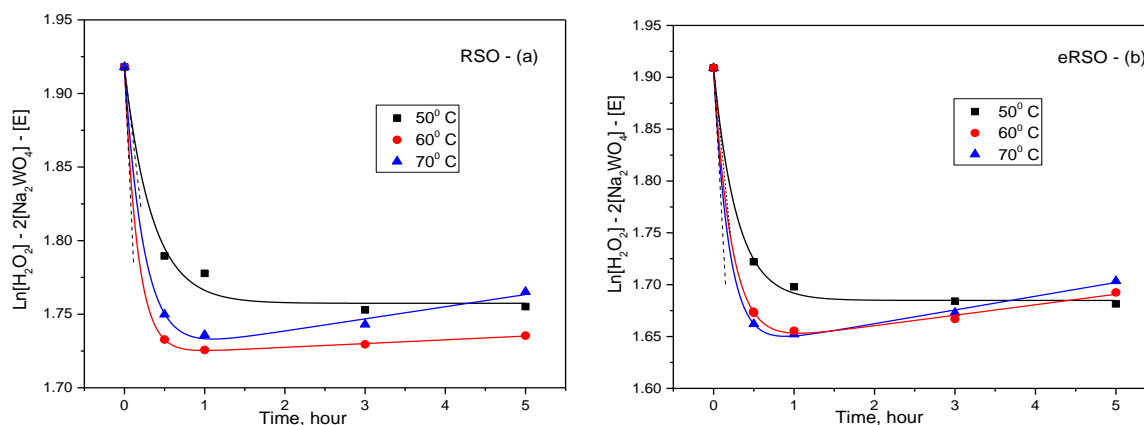 RSO - (a)
Ln[H₂O₂] - 2[Na₂WO₄] - [E]
1.95
1.90
1.85
1.80
1.75
1.70
50⁰ C
60⁰ C
70⁰ C
0 1 2 3 4 5
Time, hour
eRSO - (b)
Ln[H₂O₂] - 2[Na₂WO₄] - [E]
1.95
1.90
1.85
1.80
1.75
1.70
1.65
1.60
50⁰ C
60⁰ C
70⁰ C
0 1 2 3 4 5
Time, hour